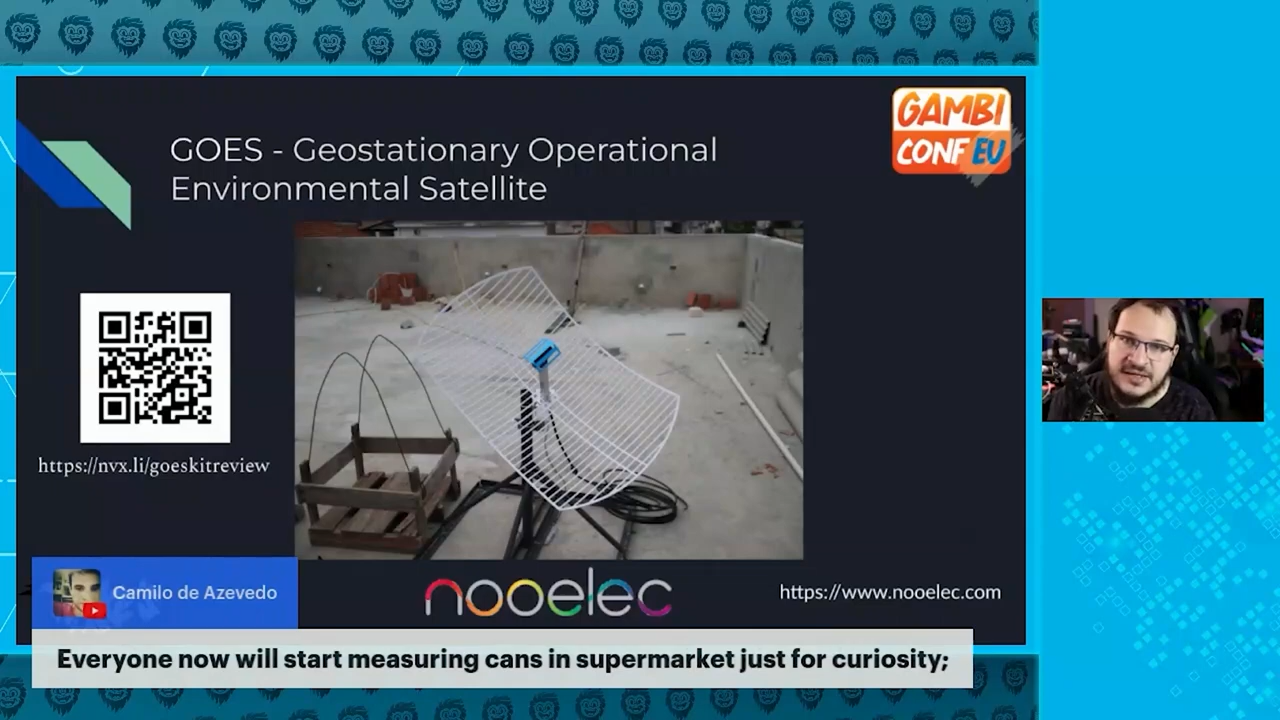 GAMBI
CONF EU
GOES - Geostationary Operational
Environmental Satellite
https://nvx.li/goeskitreview
Camilo de Azevedo
nooelec
https://www.nooelec.com
Everyone now will start measuring cans in supermarket just for curiosity;